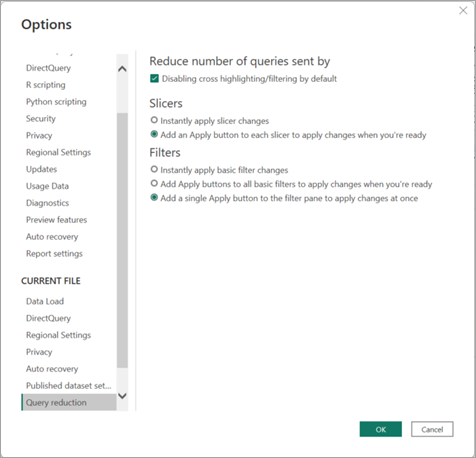 Options
DirectQuery
R scripting
Python scripting
Security
Privacy
Regional Settings
Updates
Usage Data
Diagnostics
Preview features
Auto recovery
Report settings
CURRENT FILE
Data Load
DirectQuery
Regional Settings
Privacy
Auto recovery
Published dataset set...
Query reduction
Reduce number of queries sent by
Disabling cross highlighting/filtering by default
Slicers
Instantly apply slicer changes
Add an Apply button to each slicer to apply changes when you're ready
Filters
Instantly apply basic filter changes
Add Apply buttons to all basic filters to apply changes when you're ready
Add a single Apply button to the filter pane to apply changes at once
OK
Cancel